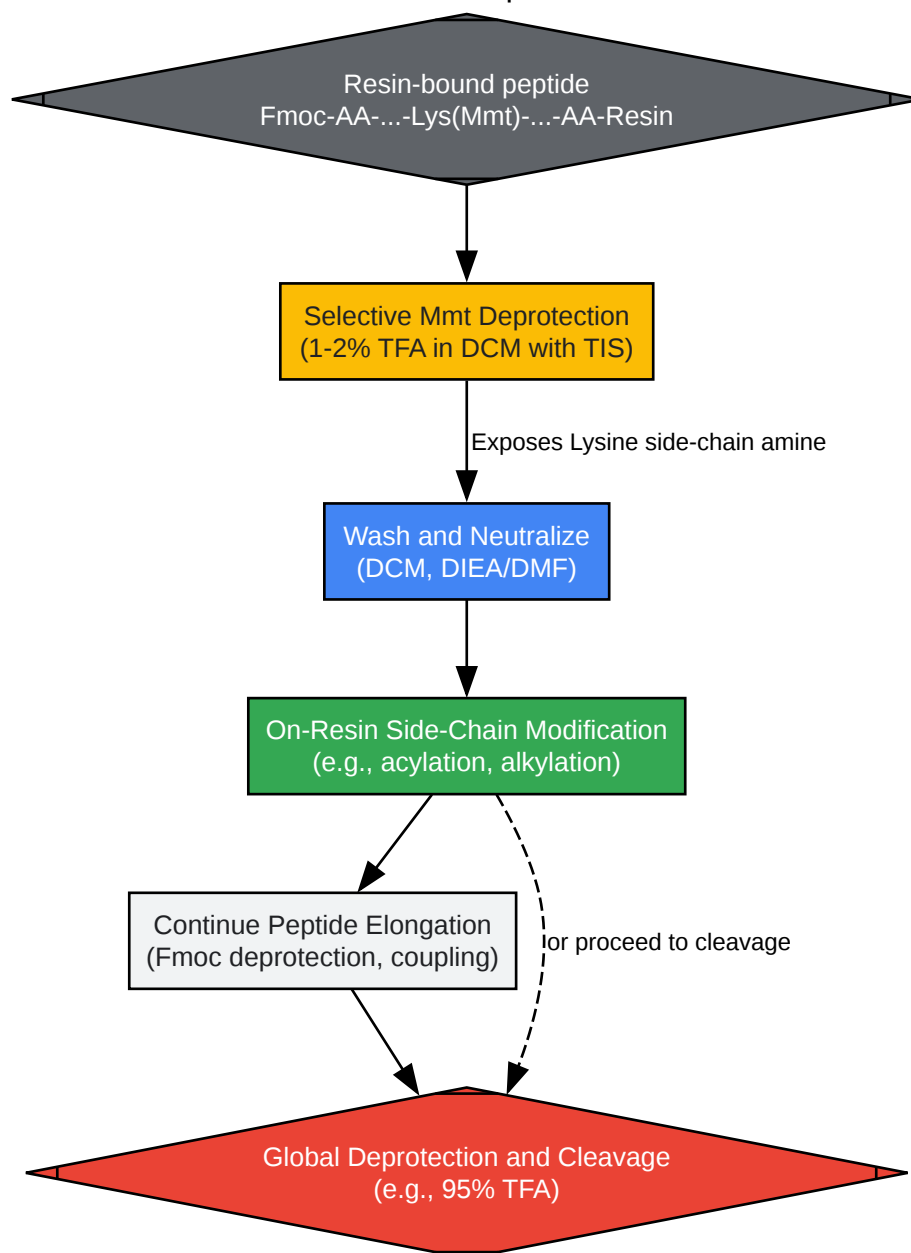 Resin-bound peptide
Fmoc-AA-...-Lys(Mmt)-...-AA-Resin
Selective Mmt Deprotection
(1-2% TFA in DCM with TIS)
Exposes Lysine side-chain amine
Wash and Neutralize
(DCM, DIEA/DMF)
On-Resin Side-Chain Modification
(e.g., acylation, alkylation)
Continue Peptide Elongation
(Fmoc deprotection, coupling)
or proceed to cleavage
Global Deprotection and Cleavage
(e.g., 95% TFA)